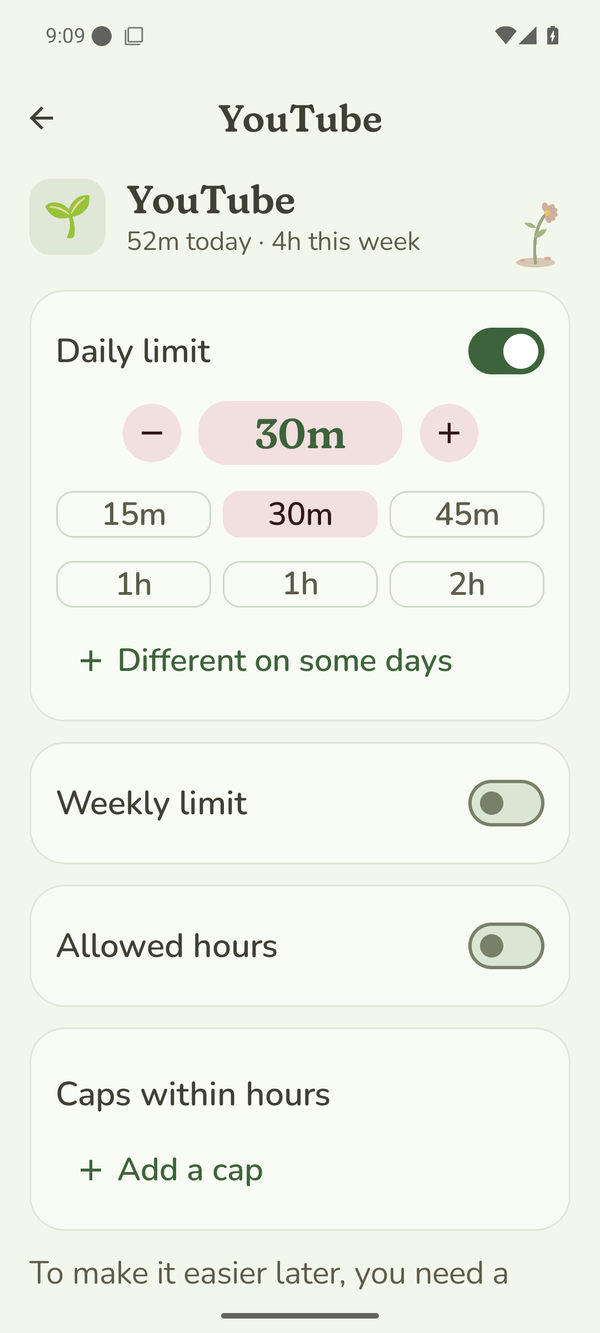 9:09
YouTube
YouTube
52m today · 4h this week
Daily limit
− 30m +
15m 30m 45m
1h 1h 2h
+ Different on some days
Weekly limit
Allowed hours
Caps within hours
+ Add a cap
To make it easier later, you need a